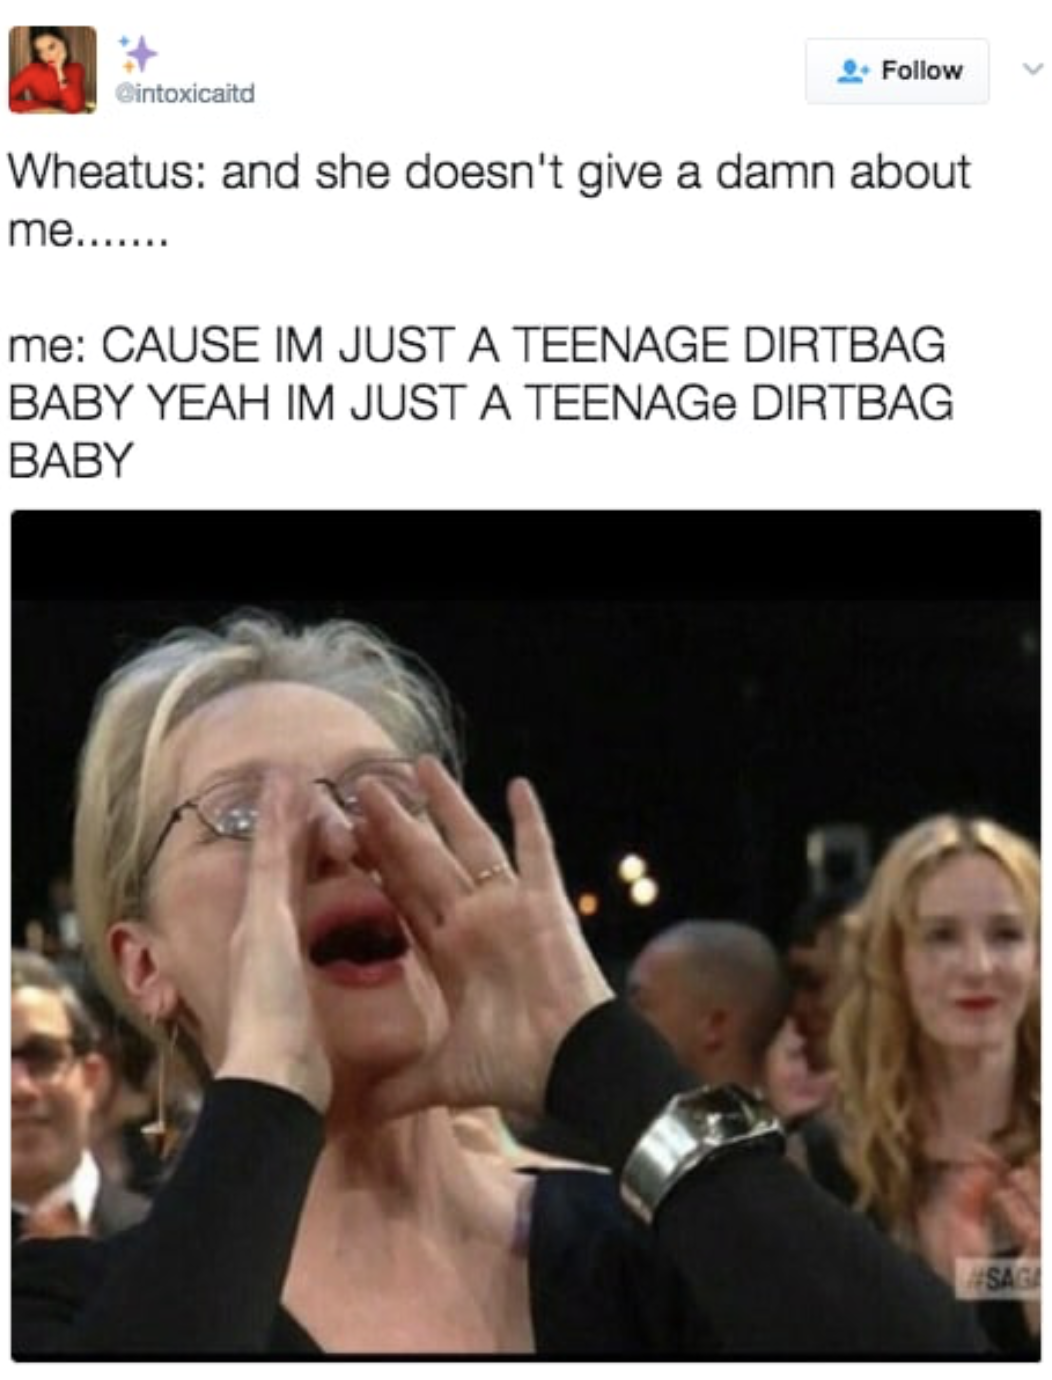 @intoxicaitd
Follow
Wheatus: and she doesn't give a damn about
me.......
me: CAUSE IM JUST A TEENAGE DIRTBAG
BABY YEAH IM JUST A TEENAGe DIRTBAG
BABY
#SAGA